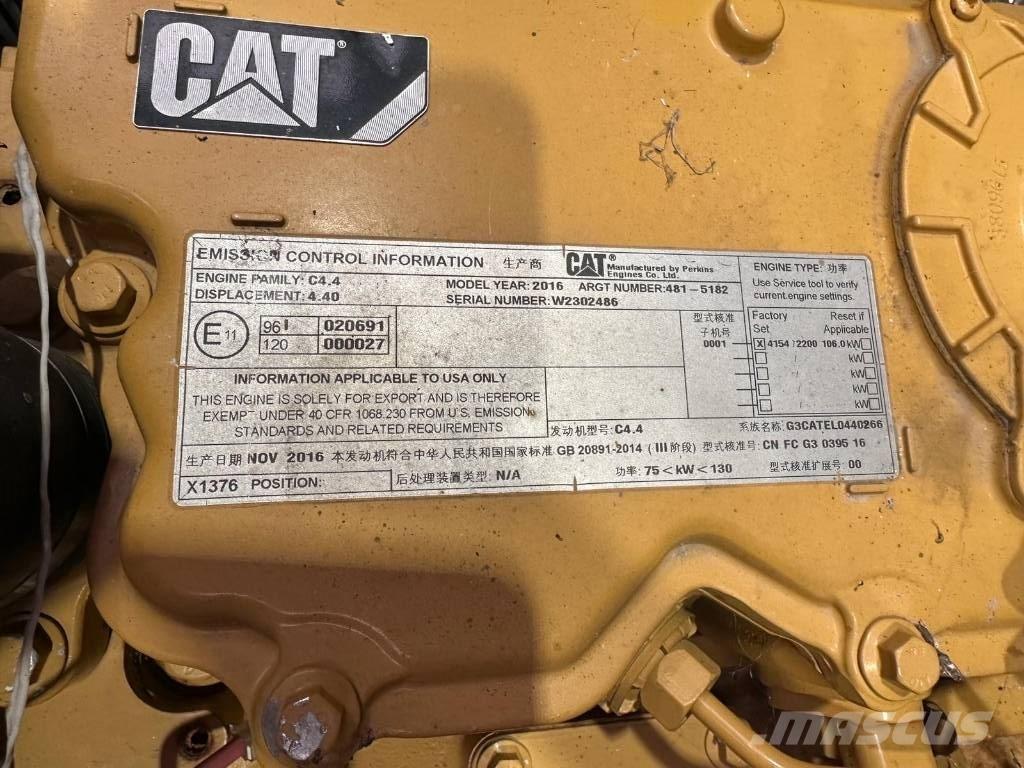 CAT®
EMISSION CONTROL INFORMATION 生产商
CAT Manufactured by Perkins Engines Co. Ltd.
ENGINE FAMILY: C4.4
DISPLACEMENT: 4.40
MODEL YEAR: 2016 ARGT NUMBER: 481-5182
SERIAL NUMBER: W2302486
ENGINE TYPE: 功率
Use Service tool to verify
current engine settings.
E11
96 I 020691
120 000027
型式核准
子机号
0001
Factory Set
Reset if Applicable
X 4154 / 2200 106.0 kW
/ kW
/ kW
/ kW
/ kW
INFORMATION APPLICABLE TO USA ONLY
THIS ENGINE IS SOLELY FOR EXPORT AND IS THEREFORE
EXEMPT UNDER 40 CFR 1068.230 FROM U.S. EMISSION
STANDARDS AND RELATED REQUIREMENTS
发动机型号: C4.4
系族名称: G3CATEL0440266
生产日期 NOV 2016 本发动机符合中华人民共和国国家标准 GB 20891-2014 (III阶段) 型式核准号: CN FC G3 0395 16
X1376 POSITION: 后处理装置类型: N/A 功率: 75<kW<130 型式核准扩展号 00
MASCUS